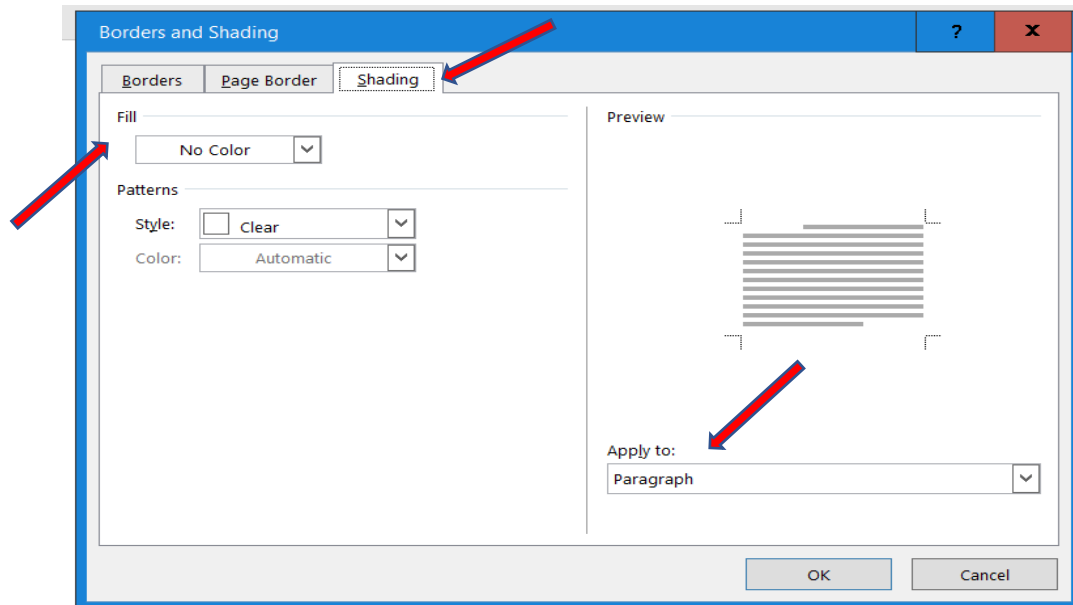 Borders and Shading ? x
Borders Page Border Shading
Fill
No Color
Patterns
Style: Clear
Color: Automatic
Preview
Apply to:
Paragraph
OK Cancel